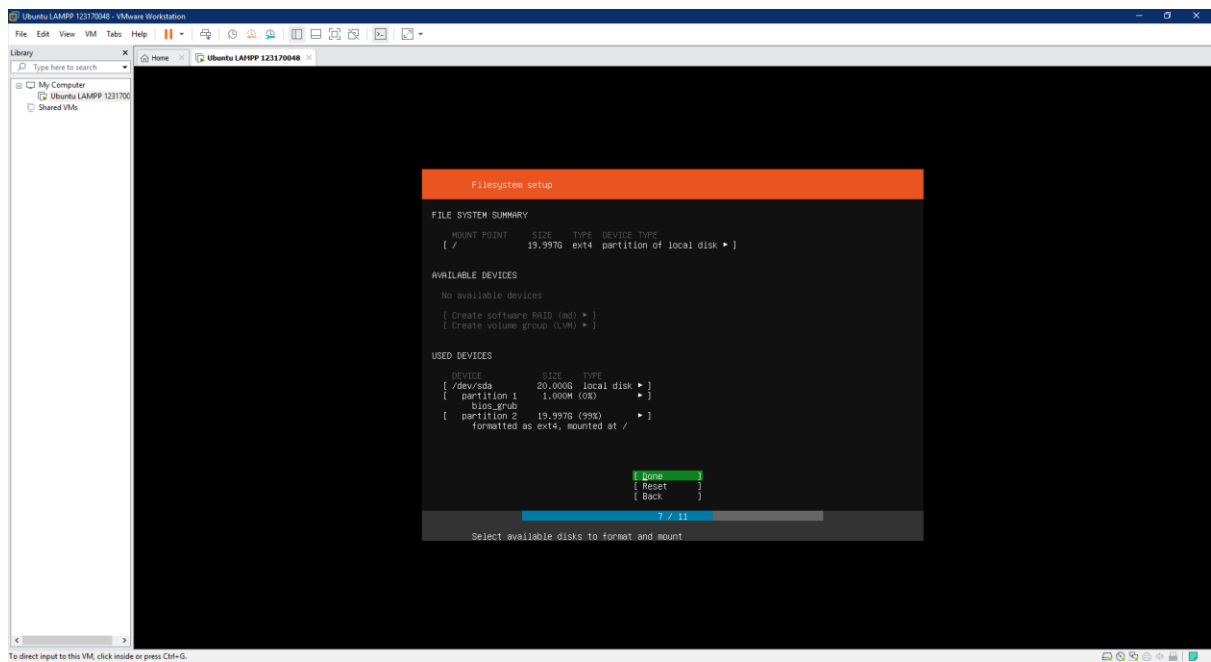 Ubuntu LAMPP 123170048 - VMware Workstation
File Edit View VM Tabs Help
Library
Type here to search
My Computer
Ubuntu LAMPP 123170
Shared VMs
Home
Ubuntu LAMPP 123170048
Filesystem setup
FILE SYSTEM SUMMARY
MOUNT POINT SIZE TYPE DEVICE TYPE
[ / 19.997G ext4 partition of local disk ▸ ]
AVAILABLE DEVICES
No available devices
[ Create software RAID (md) ▸ ]
[ Create volume group (LVM) ▸ ]
USED DEVICES
DEVICE SIZE TYPE
[ /dev/sda 20.000G local disk ▸ ]
[ partition 1 1.000M (0%) ▸ ]
bios_grub
[ partition 2 19.997G (99%) ▸ ]
formatted as ext4, mounted at /
[ Done ]
[ Reset ]
[ Back ]
7 / 11
Select available disks to format and mount
To direct input to this VM, click inside or press Ctrl+G.